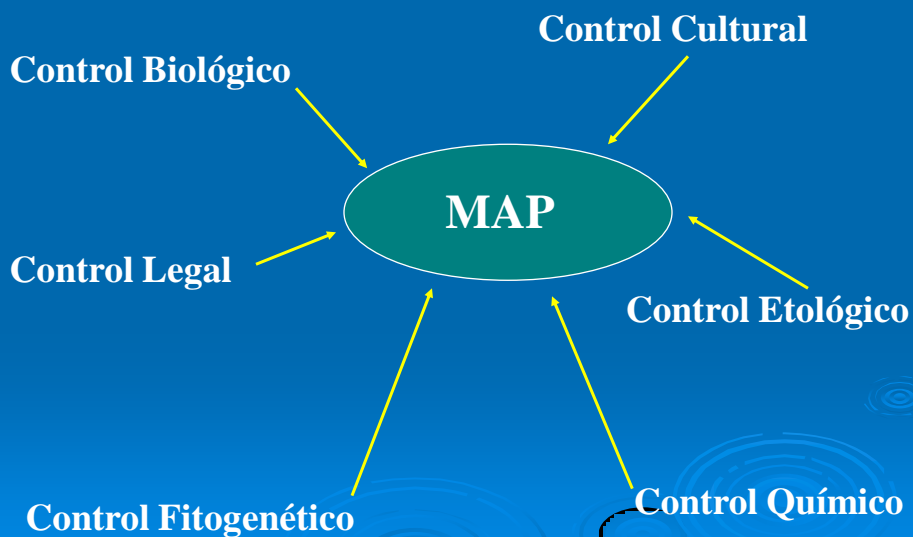 Control Cultural
Control Biológico
MAP
Control Legal
Control Etológico
Control Químico
Control Fitogenético